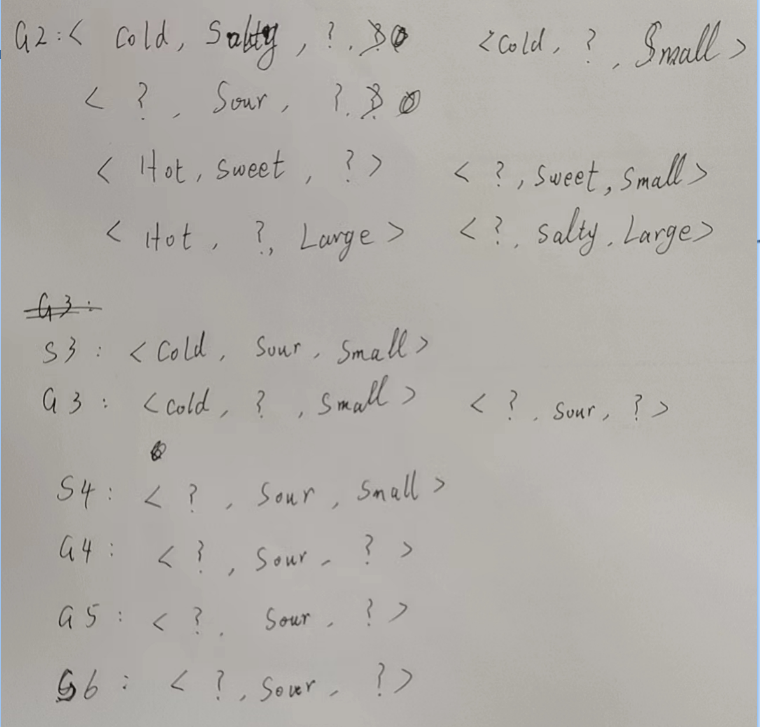 G2: < Cold, Salty, ?, <Cold, ?, Small>
< ?, Sour, ?
< Hot, Sweet, ?> < ?, Sweet, Small>
< Hot, ?, Large> < ?, Salty, Large>
G3:
S3: < Cold, Sour, Small>
G3: < Cold, ?, Small> < ?, Sour, ?>
S4: < ?, Sour, Small>
G4: < ?, Sour, ?>
G5: < ?, Sour, ?>
G6: < ?, Sour, ?>